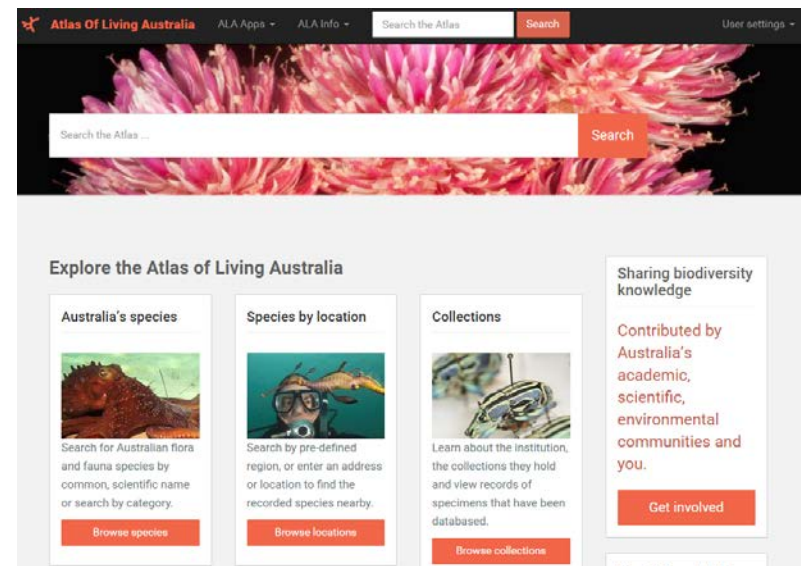 Atlas Of Living Australia
ALA Apps
ALA Info
Search the Atlas
Search
User settings
Search the Atlas ...
Search
Explore the Atlas of Living Australia
Australia's species
Search for Australian flora
and fauna species by
common, scientific name
or search by category.
Browse species
Species by location
Search by pre-defined
region, or enter an address
or location to find the
recorded species nearby.
Browse locations
Collections
Learn about the institution,
the collections they hold
and view records of
specimens that have been
databased.
Browse collections
Sharing biodiversity
knowledge
Contributed by
Australia's
academic,
scientific,
environmental
communities and
you.
Get involved